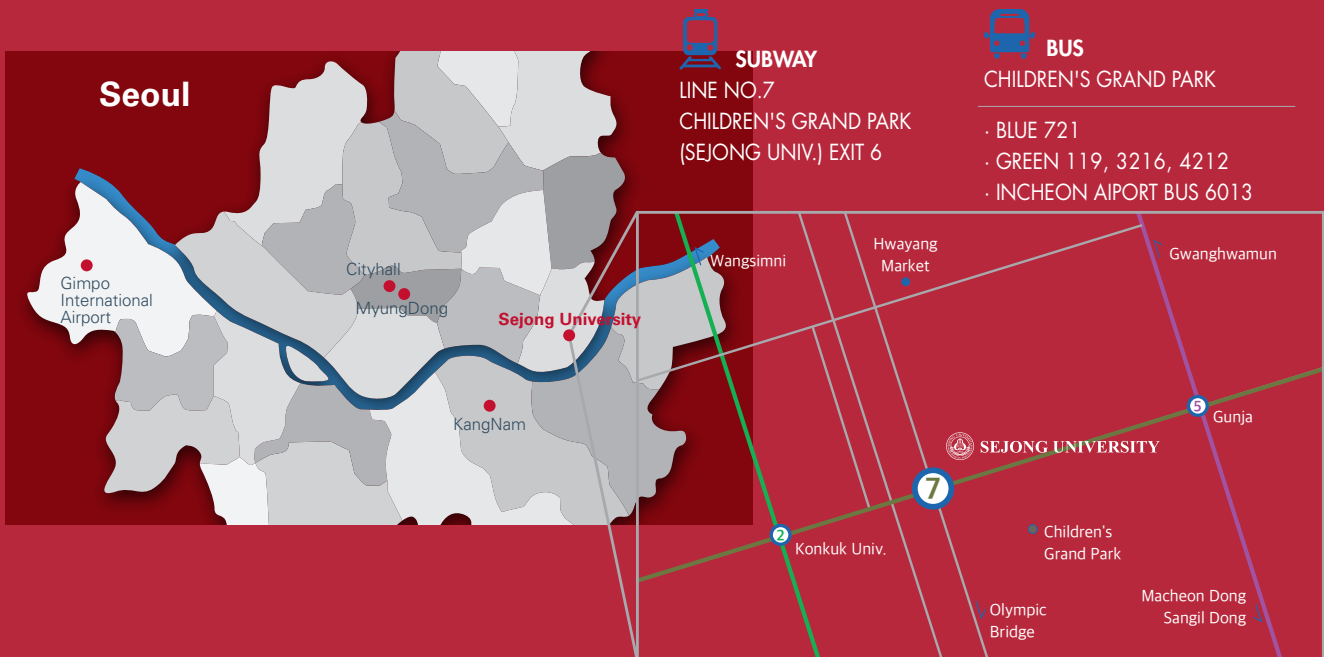 Seoul
Gimpo
International
Airport
Cityhall
MyungDong
Sejong University
KangNam
SUBWAY
LINE NO.7
CHILDREN'S GRAND PARK
(SEJONG UNIV.) EXIT 6
BUS
CHILDREN'S GRAND PARK
· BLUE 721
· GREEN 119, 3216, 4212
· INCHEON AIPORT BUS 6013
Wangsimni
Hwayang
Market
Gwanghwamun
5
Gunja
SEJONG UNIVERSITY
7
2
Konkuk Univ.
Children's
Grand Park
Olympic
Bridge
Macheon Dong
Sangil Dong